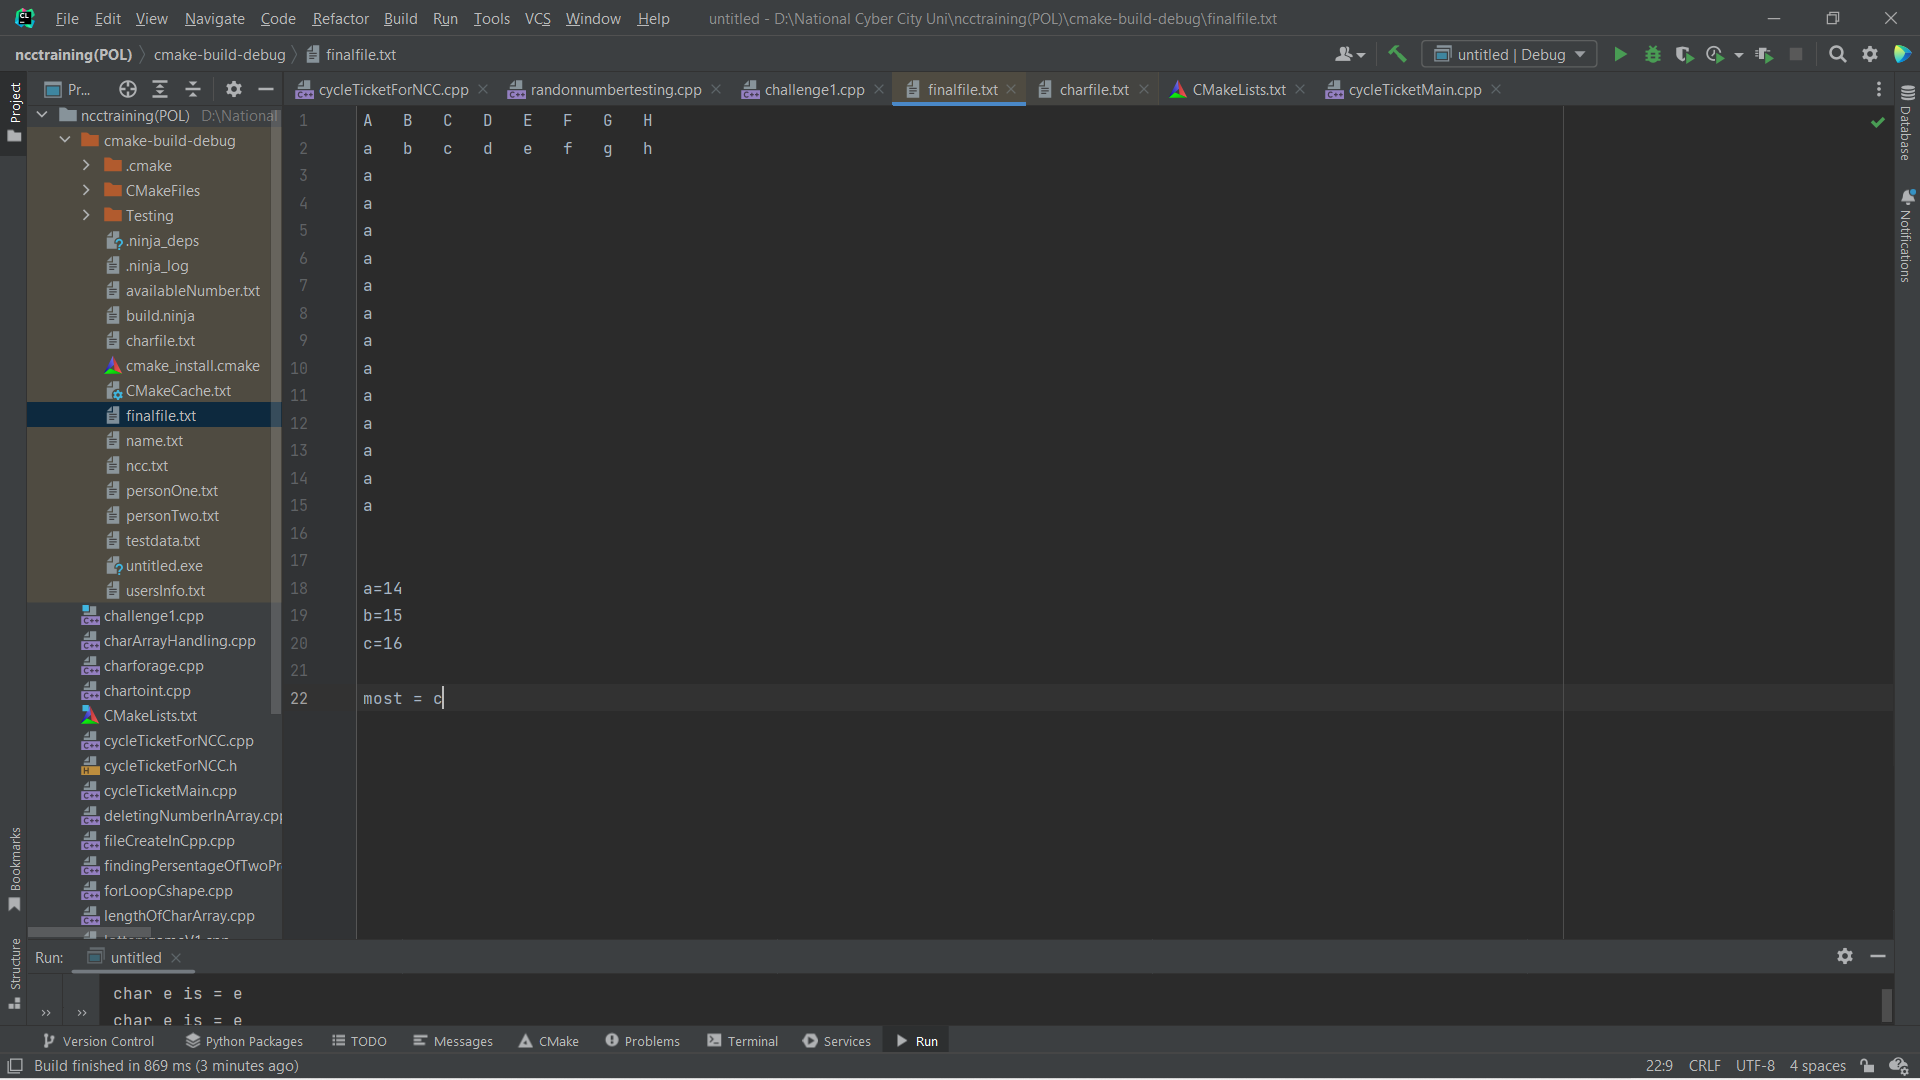 File Edit View Navigate Code Refactor Build Run Tools VCS Window Help untitled - D:\National Cyber City Uni\ncctraining(POL)\cmake-build-debug\finalfile.txt
ncctraining(POL) cmake-build-debug finalfile.txt untitled | Debug
Pr... cycleTicketForNCC.cpp randonnumbertesting.cpp challenge1.cpp finalfile.txt charfile.txt CMakeLists.txt cycleTicketMain.cpp
Project
Bookmarks
Structure
ncctraining(POL) D:\National
cmake-build-debug
.cmake
CMakeFiles
Testing
.ninja_deps
.ninja_log
availableNumber.txt
build.ninja
charfile.txt
cmake_install.cmake
CMakeCache.txt
finalfile.txt
name.txt
ncc.txt
personOne.txt
personTwo.txt
testdata.txt
untitled.exe
usersInfo.txt
challenge1.cpp
charArrayHandling.cpp
charforage.cpp
chartoint.cpp
CMakeLists.txt
cycleTicketForNCC.cpp
cycleTicketForNCC.h
cycleTicketMain.cpp
deletingNumberInArray.cpp
fileCreateInCpp.cpp
findingPersentageOfTwoPr
forLoopCshape.cpp
lengthOfCharArray.cpp
1 A B C D E F G H
2 a b c d e f g h
3 a
4 a
5 a
6 a
7 a
8 a
9 a
10 a
11 a
12 a
13 a
14 a
15 a
16
17
18 a=14
19 b=15
20 c=16
21
22 most = c
Database
Notifications
Run: untitled
char e is = e
char e is = e
Version Control Python Packages TODO Messages CMake Problems Terminal Services Run
Build finished in 869 ms (3 minutes ago) 22:9 CRLF UTF-8 4 spaces